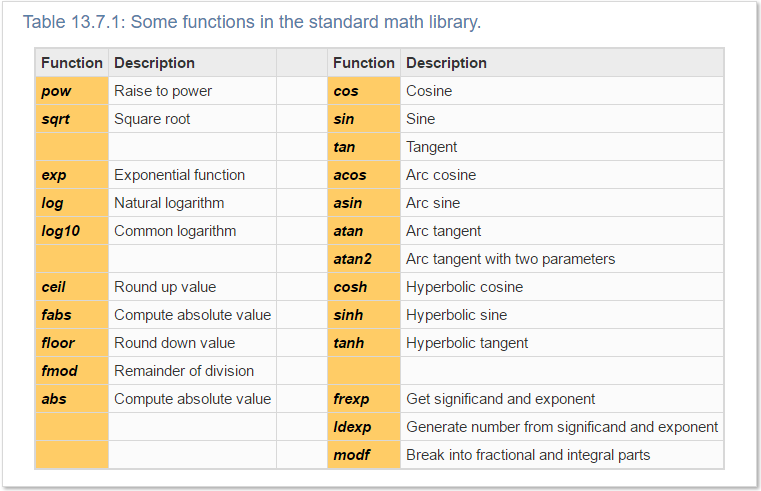 Table 13.7.1: Some functions in the standard math library.
Function Description Function Description
pow Raise to power cos Cosine
sqrt Square root sin Sine
tan Tangent
exp Exponential function acos Arc cosine
log Natural logarithm asin Arc sine
log10 Common logarithm atan Arc tangent
atan2 Arc tangent with two parameters
ceil Round up value cosh Hyperbolic cosine
fabs Compute absolute value sinh Hyperbolic sine
floor Round down value tanh Hyperbolic tangent
fmod Remainder of division
abs Compute absolute value frexp Get significand and exponent
ldexp Generate number from significand and exponent
modf Break into fractional and integral parts